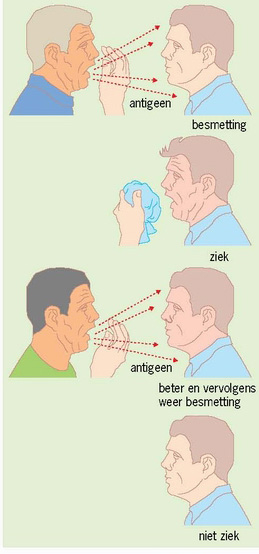 antigeen
besmetting
ziek
antigeen
beter en vervolgens
weer besmetting
niet ziek